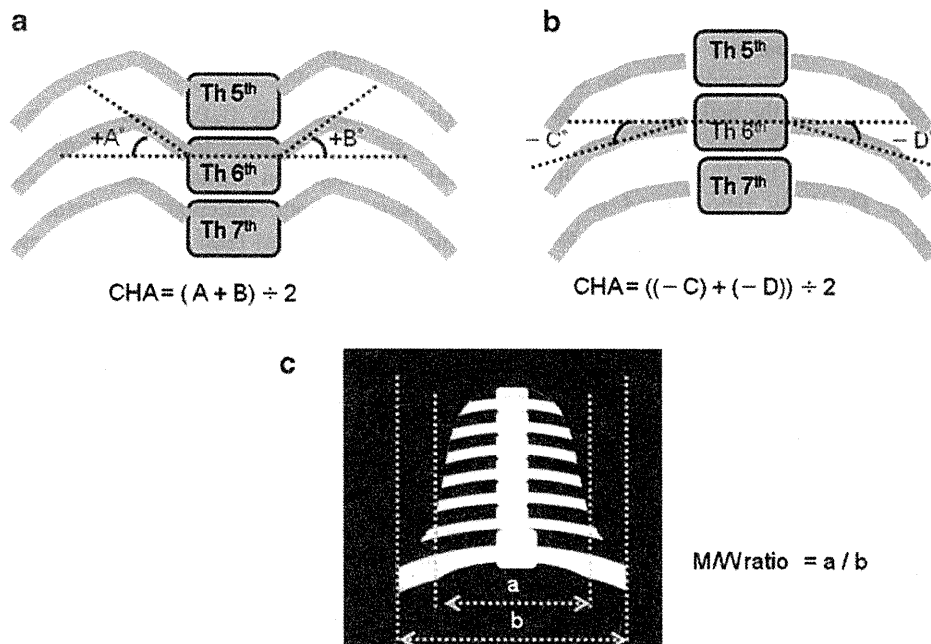 a
Th 5th
+A°
+B°
Th 6th
Th 7th
CHA = ( A + B) ÷ 2
b
Th 5th
− C°
Th 6th
− D°
Th 7th
CHA = ((− C) + (− D)) ÷ 2
c
a
b
M/W ratio = a / b